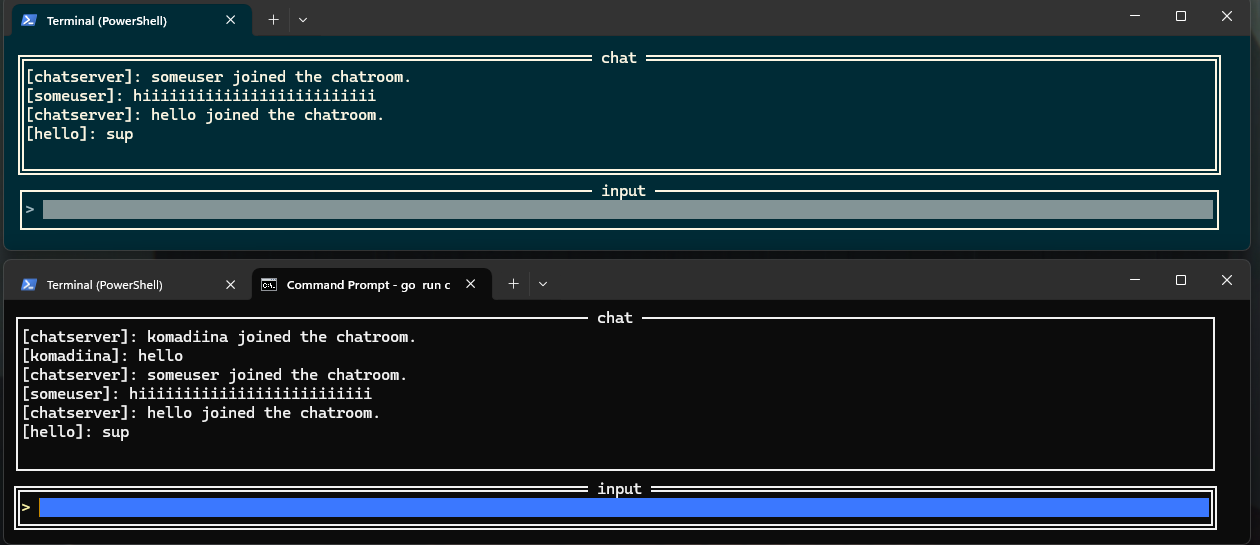 Terminal (PowerShell)
chat
[chatserver]: someuser joined the chatroom.
[someuser]: hiiiiiiiiiiiiiiiiiiiiiiiiii
[chatserver]: hello joined the chatroom.
[hello]: sup
input
>
Terminal (PowerShell) Command Prompt - go run c
chat
[chatserver]: komadiina joined the chatroom.
[komadiina]: hello
[chatserver]: someuser joined the chatroom.
[someuser]: hiiiiiiiiiiiiiiiiiiiiiiiiii
[chatserver]: hello joined the chatroom.
[hello]: sup
input
>